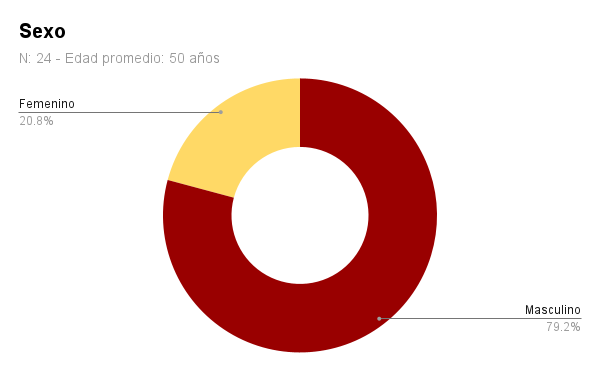 Sexo
N: 24 - Edad promedio: 50 años
Femenino
20.8%
Masculino
79.2%